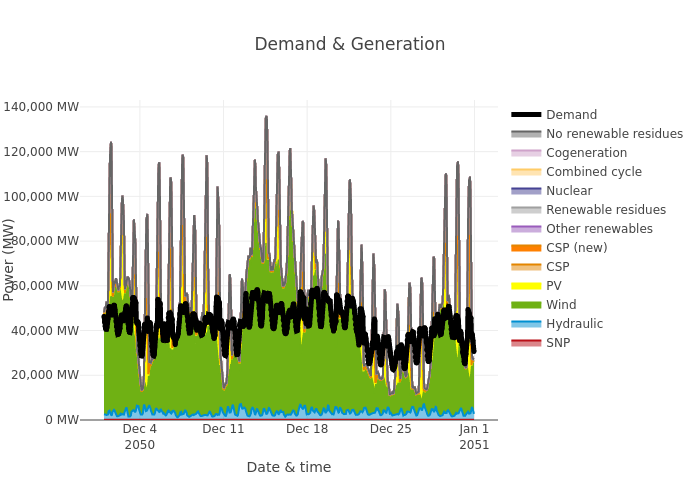 Demand & Generation
140,000 MW
120,000 MW
100,000 MW
80,000 MW
60,000 MW
40,000 MW
20,000 MW
0 MW
Power (MW)
Dec 4
2050
Dec 11
Dec 18
Dec 25
Jan 1
2051
Date & time
Demand
No renewable residues
Cogeneration
Combined cycle
Nuclear
Renewable residues
Other renewables
CSP (new)
CSP
PV
Wind
Hydraulic
SNP